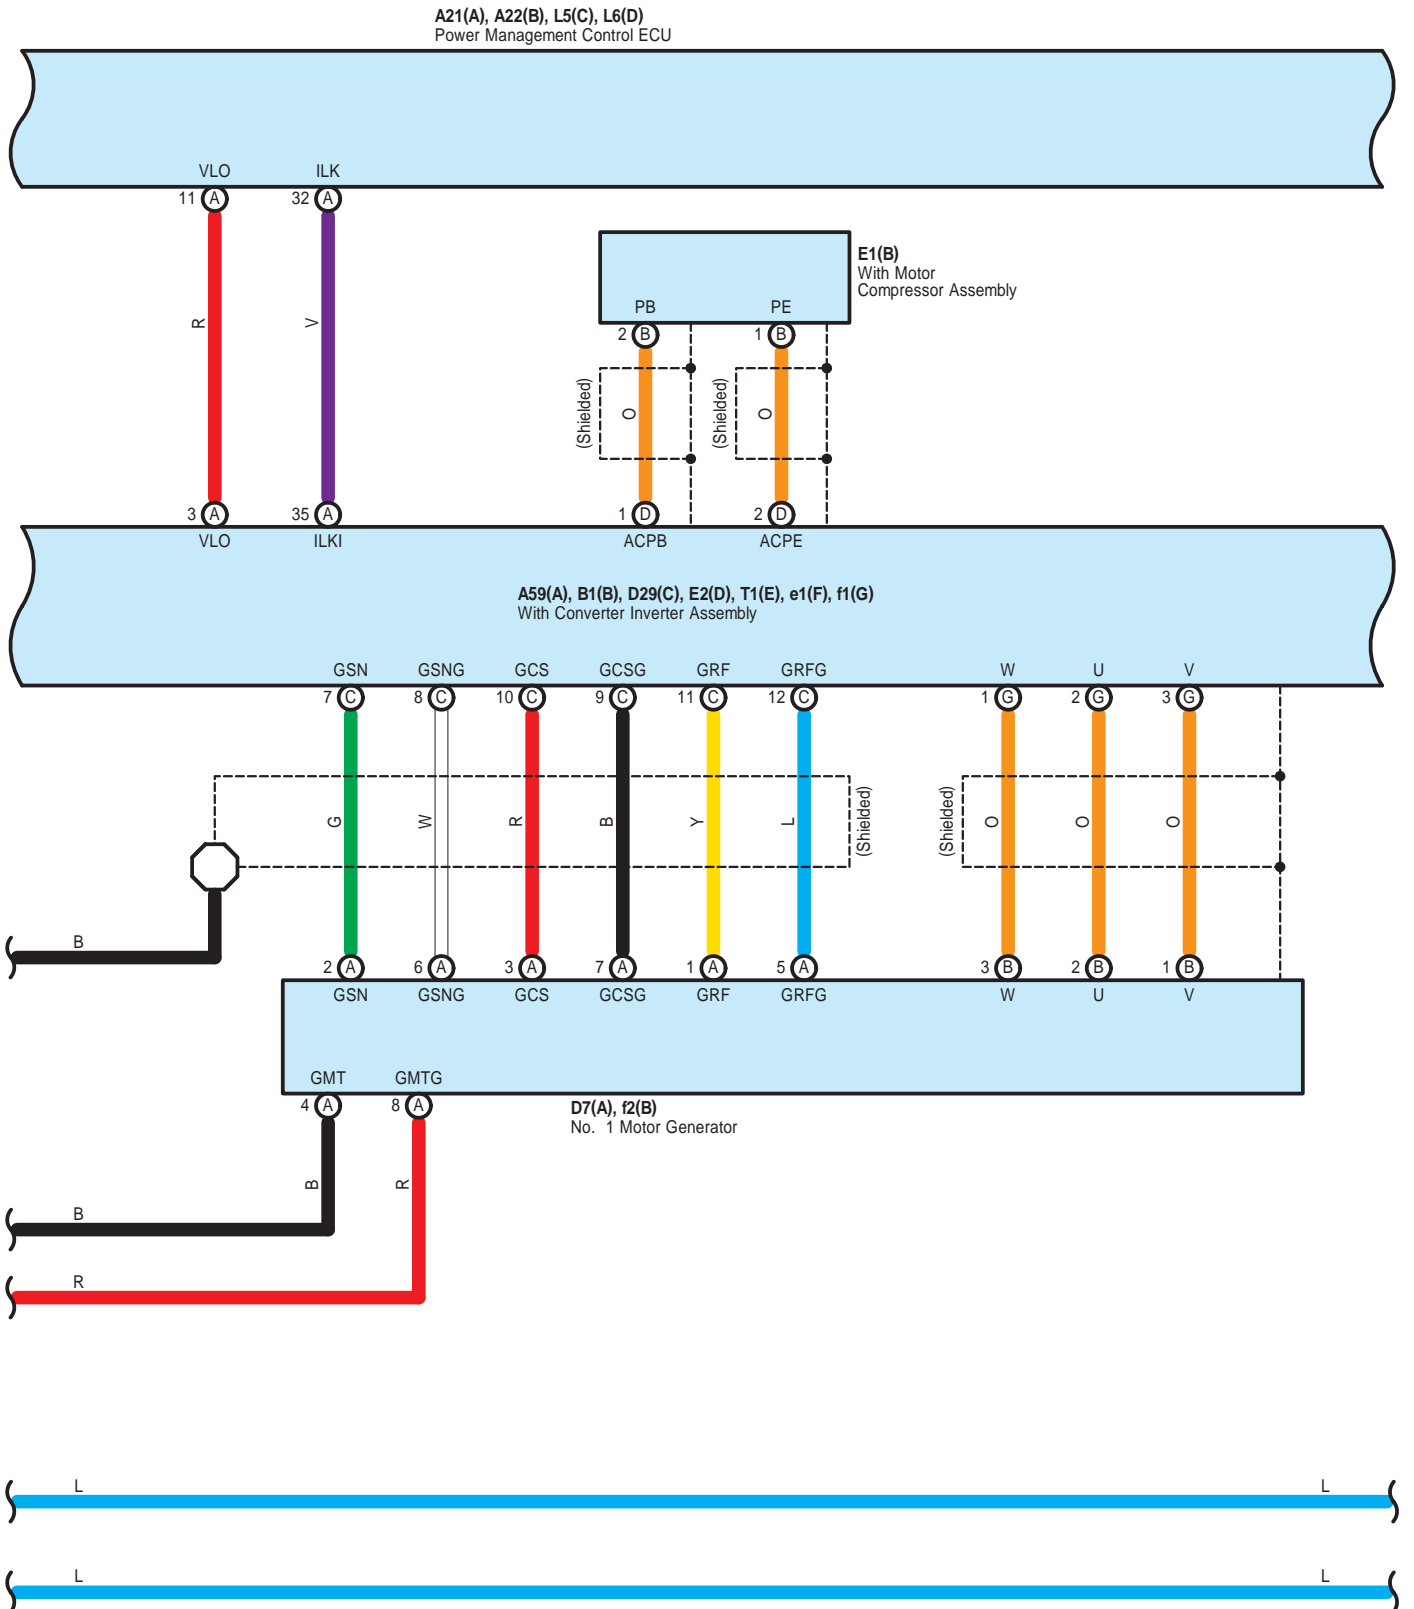 A21(A), A22(B), L5(C), L6(D)
Power Management Control ECU
VLO ILK
11 A 32 A
E1(B)
With Motor
Compressor Assembly
PB PE
2 B 1 B
R V
(Shielded) O (Shielded) O
3 A 35 A 1 D 2 D
VLO ILKI ACPB ACPE
A59(A), B1(B), D29(C), E2(D), T1(E), e1(F), f1(G)
With Converter Inverter Assembly
GSN GSNG GCS GCSG GRF GRFG W U V
7 C 8 C 10 C 9 C 11 C 12 C 1 G 2 G 3 G
G W R B Y L (Shielded) (Shielded) O O O
B
2 A 6 A 3 A 7 A 1 A 5 A 3 B 2 B 1 B
GSN GSNG GCS GCSG GRF GRFG W U V
GMT GMTG
4 A 8 A
D7(A), f2(B)
No. 1 Motor Generator
B R
B
R
L L
L L